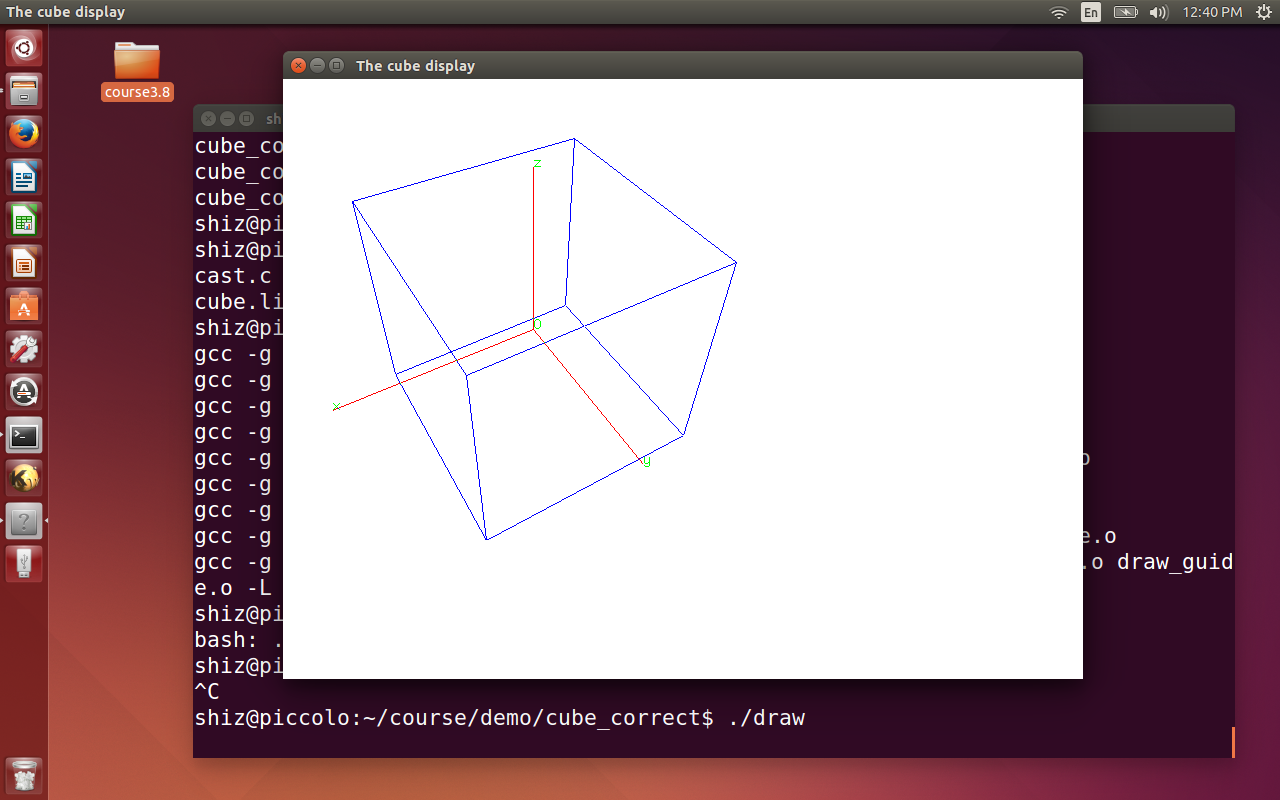 The cube display
En
12:40 PM
course3.8
The cube display
z
0
x
y
sh
cube_co
cube_co
cube_co
shiz@pi
shiz@pi
cast.c
cube.li
shiz@pi
gcc -g
gcc -g
gcc -g
gcc -g
gcc -g
gcc -g
gcc -g
gcc -g e.o
gcc -g .o draw_guid
e.o -L
shiz@pi
bash: .
shiz@pi
^C
shiz@piccolo:~/course/demo/cube_correct$ ./draw